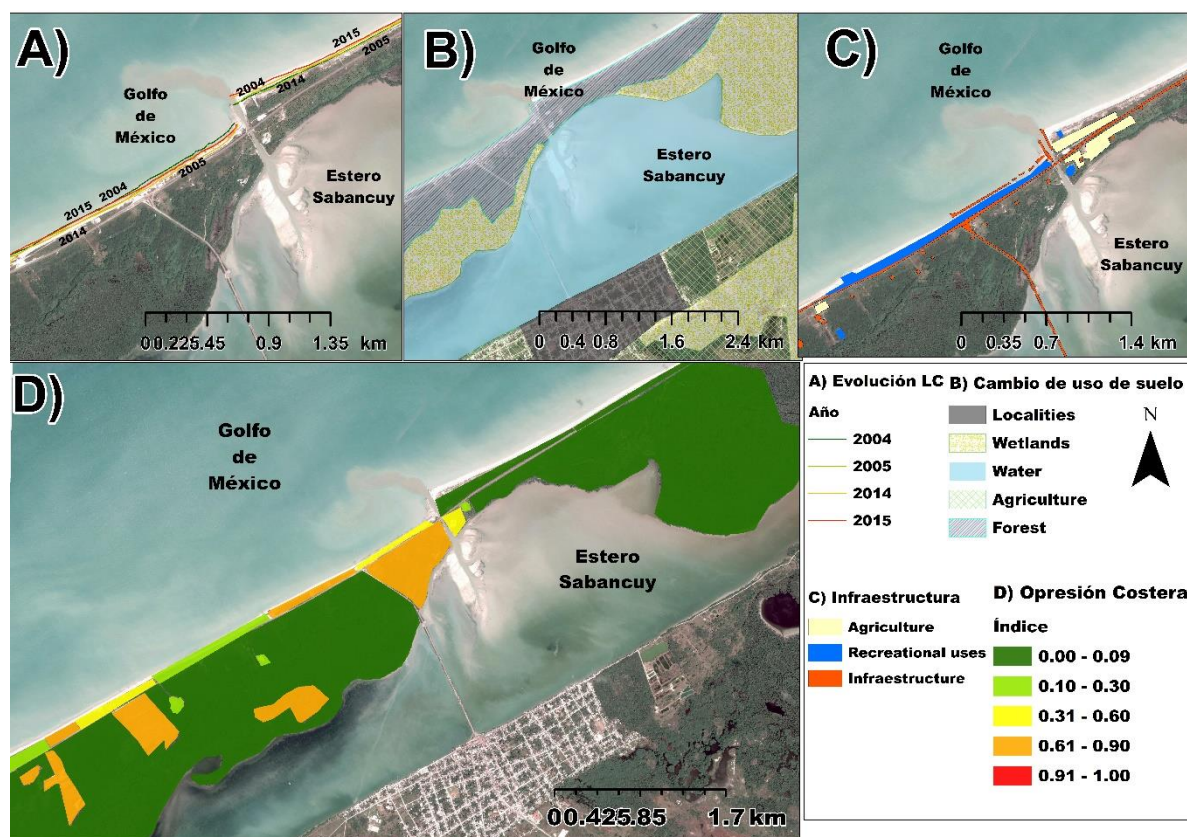 A)
2015
2004
2005
2014
Golfo
de
México
2015
2004
2005
2014
Estero
Sabancuy
00.225.45 0.9 1.35 km
B)
Golfo
de
México
Estero
Sabancuy
0 0.4 0.8 1.6 2.4 km
C)
Golfo
de
México
Estero
Sabancuy
0 0.35 0.7 1.4 km
D)
Golfo
de
México
Estero
Sabancuy
00.425.85 1.7 km
A) Evolución LC
Año
2004
2005
2014
2015
B) Cambio de uso de suelo
Localities
Wetlands
Water
Agriculture
Forest
N
C) Infraestructura
Agriculture
Recreational uses
Infraestructure
D) Opresión Costera
Índice
0.00 - 0.09
0.10 - 0.30
0.31 - 0.60
0.61 - 0.90
0.91 - 1.00